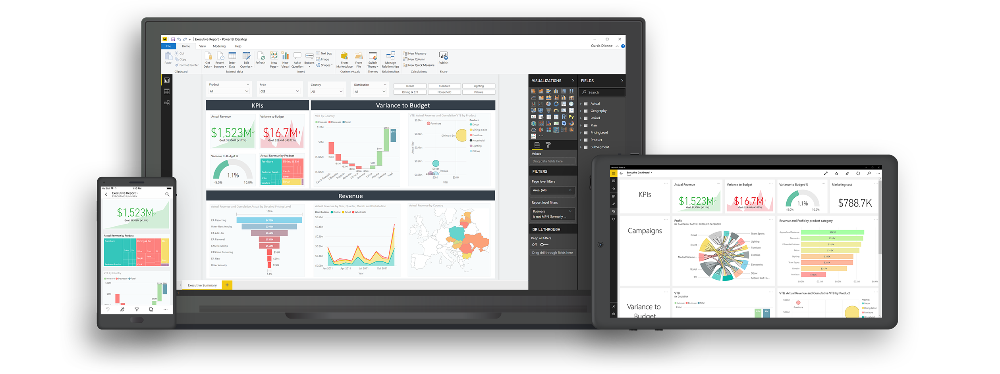 Executive Report - Power BI Desktop
Curtis Dionne
File Home View Modeling Help
Paste
Cut
Copy
Format Painter
Clipboard
Get Data
Recent Sources
Enter Data
Edit Queries
External data
Refresh
New Page
New Visual
Ask A Question
Buttons
Text box
Image
Shapes
Insert
From Marketplace
From File
Custom visuals
Switch Theme
Themes
Manage Relationships
Relationships
New Measure
New Column
New Quick Measure
Calculations
Publish
Share
Product
All
Area
CEE
Country
All
Distribution
All
Decor Furniture Lighting
Dining & Ent Household Pillows
KPIs
Actual Revenue
$1,523M
Goal: $1,506M (+1.11%)
Variance to Budget
$16.7M!
Goal: $29.4M (-43.12%)
Variance to Budget %
1.1%
-5.0% 10.0%
Actual Revenue by Product
Furniture
Dining & Ent
Bedroom Furnit...
Cast Ir...
Sofas
Silver
Vanities
Decor
Variance to Budget
VTB by Country
Increase Decrease Total
$10M
$0M
($10M)
($20M)
($8M)
($4M)
($2M)
($2M)
($2M)
($0M)
$2M
$10M
$15M
$9M
Czech Republic
Lithuania
Bulgaria
Romania
Ukraine
Slovenia
Latvia
Estonia
Slovakia
Total
VTB, Actual Revenue and Cumulative VTB by Product
$0.8bn
$0.6bn
$0.4bn
$0.2bn
$0.0bn
Actual Rev
Furniture
Dining & Ent
Decor
Pillows
Lighting
$0M $20M
VTB
Product
Decor
Dining & Ent
Furniture
Household
Lighting
Pillows
Revenue
Actual Revenue and Cumulative Actual by Detailed Pricing Level
100%
EA Recurring $472M
Other Non Annuity $399M
EA Add-On $264M
EA Renewal $151M
EAS Recurring $146M
EAS Non Recurring $36M
EA New $29M
Other Annuity $24M
5.1%
Actual Revenue by Year, Quarter, Month and Distribution
Distribution Online Retail Wholesale
$0.5bn
$0.4bn
$0.3bn
$0.2bn
$0.1bn
$0.0bn
Jan 2011 Apr 2011 Jul 2011 Oct 2011
Year
Actual Revenue by Country
Executive Summary +
1
VISUALIZATIONS
R Py
Values
Drag data fields here
FILTERS
Page level filters
Area (All)
Report level filters
Business
is not MPN (formerly ...
DRILLTHROUGH
Keep all filters
Off
Drag drillthrough fields here
FIELDS
Search
Actual
Geography
Period
Plan
PricingLevel
Product
SubSegment
No SIM 1:10 PM
Executive Report
EXECUTIVE SUMMARY
$1,523M
Goal: $1,506M (+1.11%)
Actual Revenue by Product
Furniture
Dining & Ent
De...
Sofas
Va...
Wine ...
Cast I...
Sil...
Bake...
Napki...
Bedroom Furnitu...
Cook...
VTB by Country
Increase Decrease Total
$10M
$0M
$10M
$15M
$9M
Microsoft Power BI
Executive Dashboard
KPIs
Actual Revenue
$1,523M
Goal: $1,506M (+1.11%)
Variance to Budget
$16.7M!
Goal: $29.4M (-43.12%)
Variance to Budget %
1.1%
-5.0% 10.0%
Marketing cost
$788.7K
Campaigns
Profit
BY CAMPAIGN TACTIC, PRODUCT CATEGORY
Email
Event
Media Placeme...
Social
TV
Team Sports
Lighting
Furniture
Exercise
Electronics
Décor
Apparel and Fo...
Revenue and Profit by product category
Apparel and Footwear $341K
Electronics $335K
Pillows & Cushions $324K
Décor $315K
Lighting $282K
Team Sports $281K
Exercise $247K
Furniture $133K
$0.0M $0.1M $0.2M $0.3M $0.4M
Variance to
Budget
VTB
BY COUNTRY
Increase Decrease Total
$10M
$15M
$9M
VTB, Actual Revenue and Cumulative VTB by Product
$0.8bn
$0.6bn
Furniture
Product
Decor
Dining & Ent
Furniture
Household